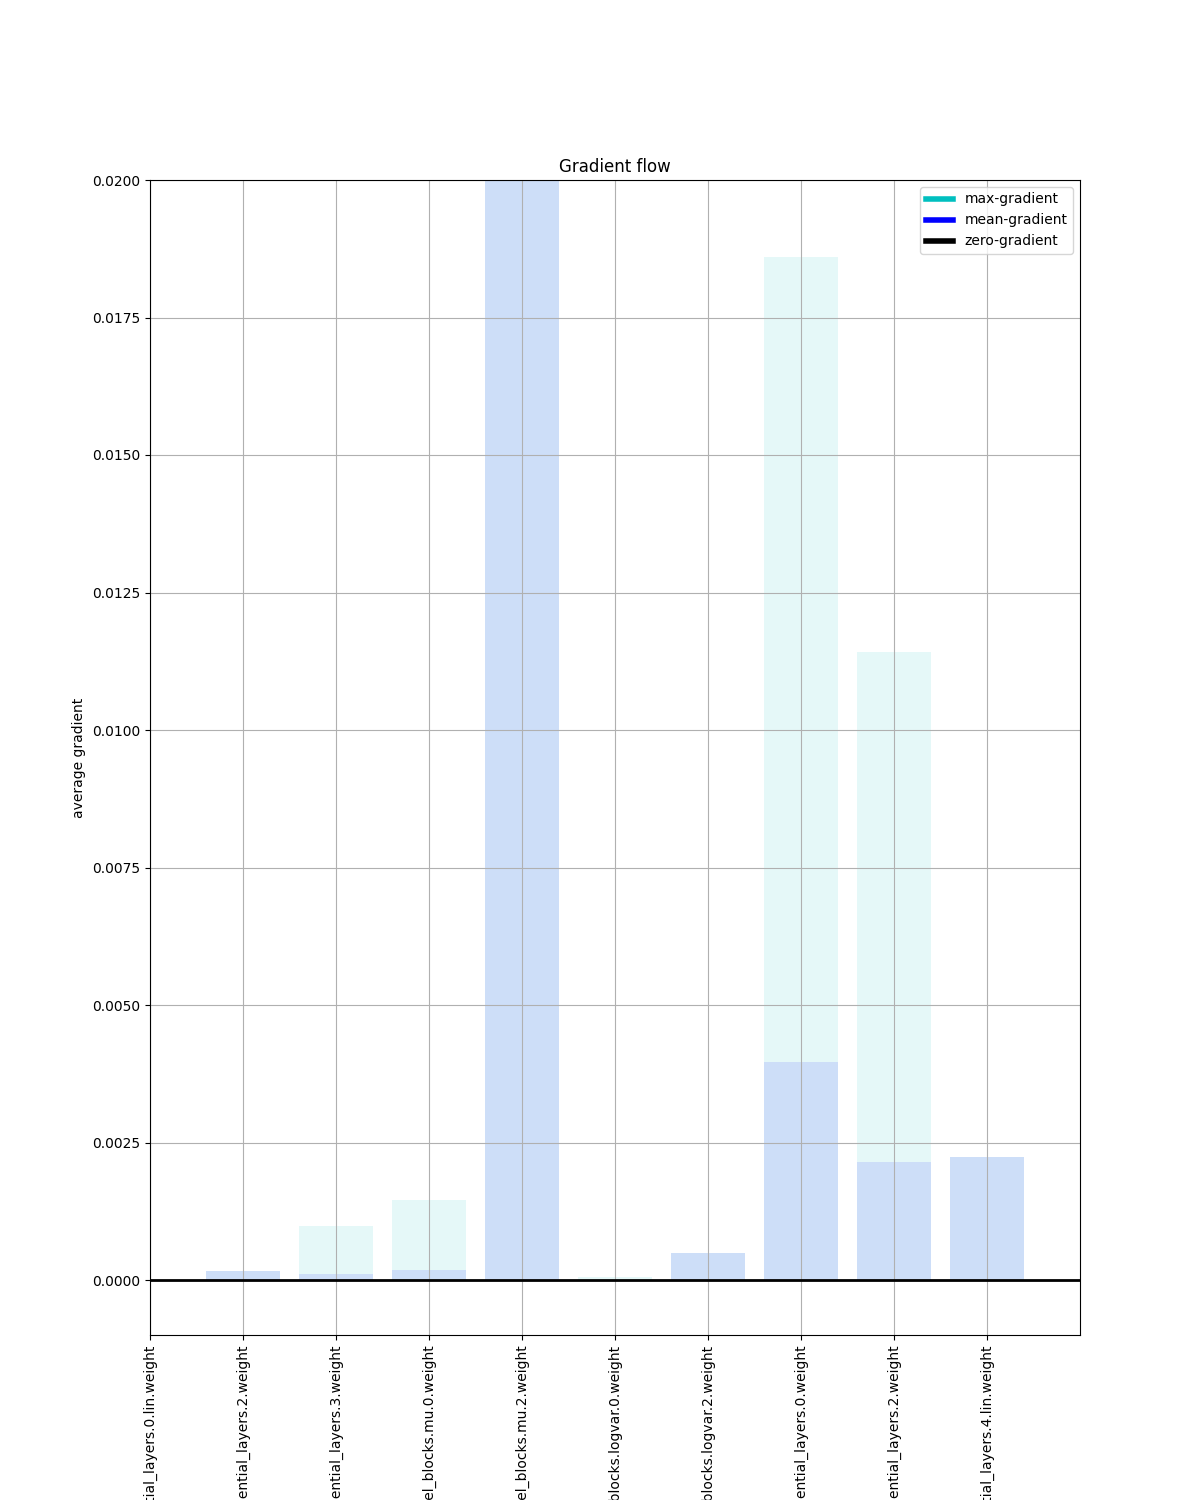 Gradient flow
max-gradient
mean-gradient
zero-gradient
0.0200
0.0175
0.0150
0.0125
0.0100
0.0075
0.0050
0.0025
0.0000
average gradient
tial_layers.0.lin.weight
ential_layers.2.weight
ential_layers.3.weight
el_blocks.mu.0.weight
el_blocks.mu.2.weight
blocks.logvar.0.weight
blocks.logvar.2.weight
ential_layers.0.weight
ential_layers.2.weight
tial_layers.4.lin.weight